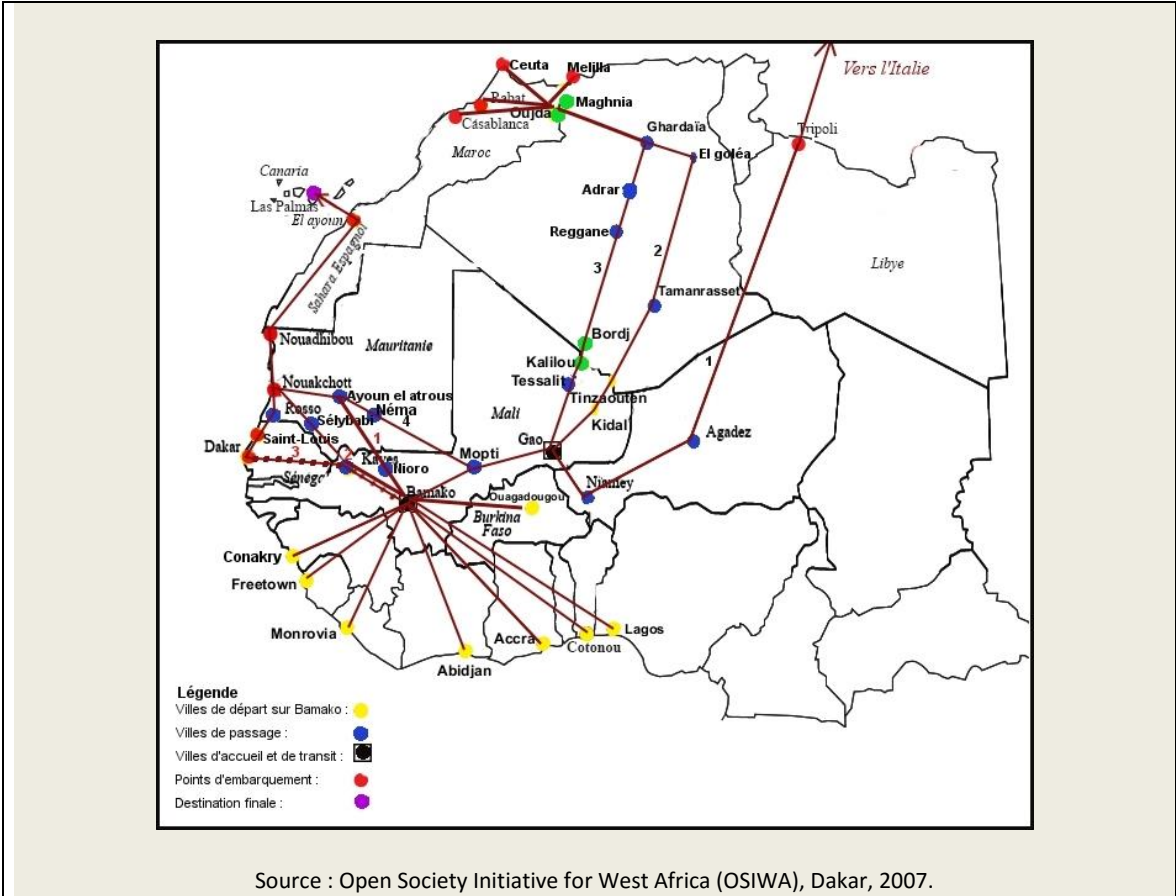 Vers l'Italie
Ceuta
Melilla
Rabat
Maghnia
Oujda
Casablanca
Ghardaïa
Tripoli
Maroc
El goléa
Canaria
Adrar
Las Palmas
El ayoun
Reggane
2
Sahara Espagnol
3
Libye
Tamanrasset
Nouadhibou
Bordj
Mauritanie
Kalilou
1
Tessalit
Nouakchott
Ayoun el atrous
Tinzaouten
Rosso
Néma
Mali
Sélybabi
4
Kidal
Saint-Louis
1
Gao
Agadez
Dakar
3
2
Kayes
Mopti
Nioro
Sénégc
Niamey
Bamako
Ouagadougou
Burkina
Faso
Conakry
Freetown
Monrovia
Accra
Lagos
Cotonou
Abidjan
Légende
Villes de départ sur Bamako :
Villes de passage :
Villes d'accueil et de transit :
Points d'embarquement :
Destination finale :
Source : Open Society Initiative for West Africa (OSIWA), Dakar, 2007.